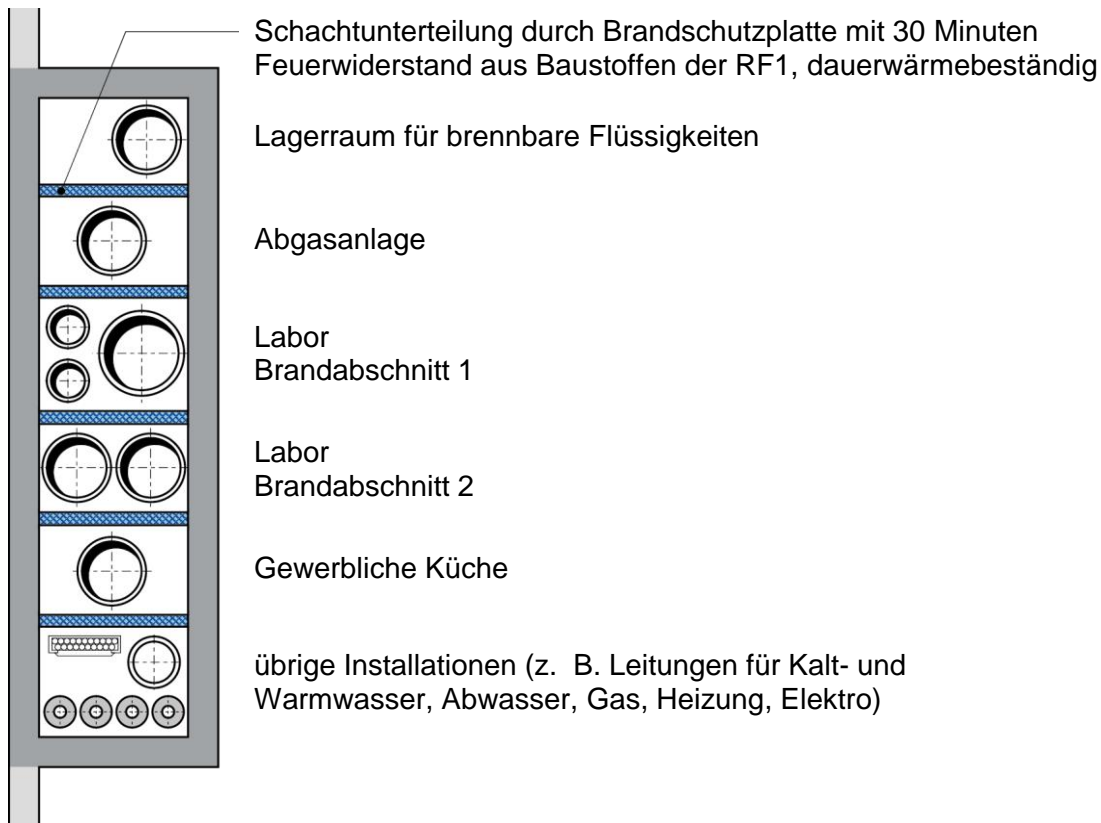 Schachtunterteilung durch Brandschutzplatte mit 30 Minuten
Feuerwiderstand aus Baustoffen der RF1, dauerwärmebeständig
Lagerraum für brennbare Flüssigkeiten
Abgasanlage
Labor
Brandabschnitt 1
Labor
Brandabschnitt 2
Gewerbliche Küche
übrige Installationen (z. B. Leitungen für Kalt- und
Warmwasser, Abwasser, Gas, Heizung, Elektro)